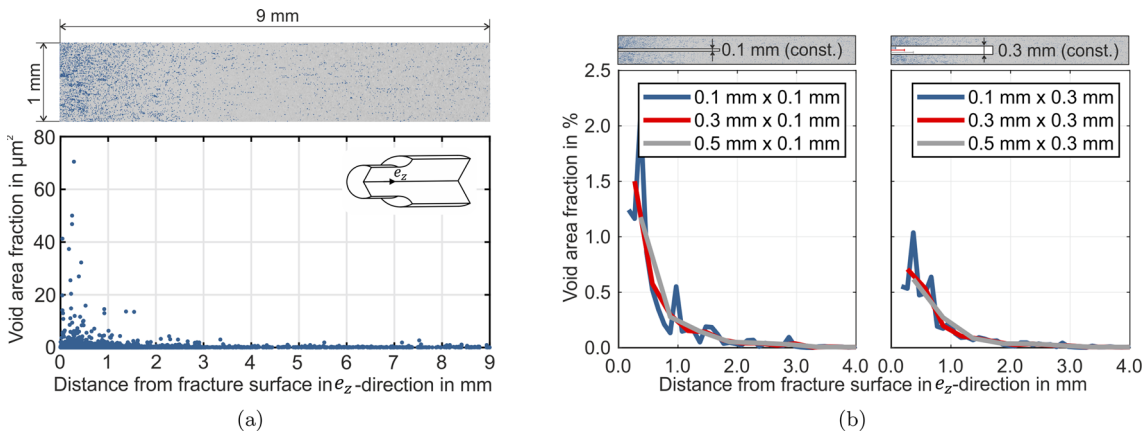 9 mm
1 mm
80
60
40
20
0
Void area fraction in µm²
e_z
0 1 2 3 4 5 6 7 8 9
Distance from fracture surface in e_z-direction in mm
(a)
0.1 mm (const.)
0.3 mm (const.)
2.5
2.0
1.5
1.0
0.5
0.0
Void area fraction in %
0.1 mm x 0.1 mm
0.3 mm x 0.1 mm
0.5 mm x 0.1 mm
0.1 mm x 0.3 mm
0.3 mm x 0.3 mm
0.5 mm x 0.3 mm
0.0 1.0 2.0 3.0 4.0
0.0 1.0 2.0 3.0 4.0
Distance from fracture surface in e_z-direction in mm
(b)